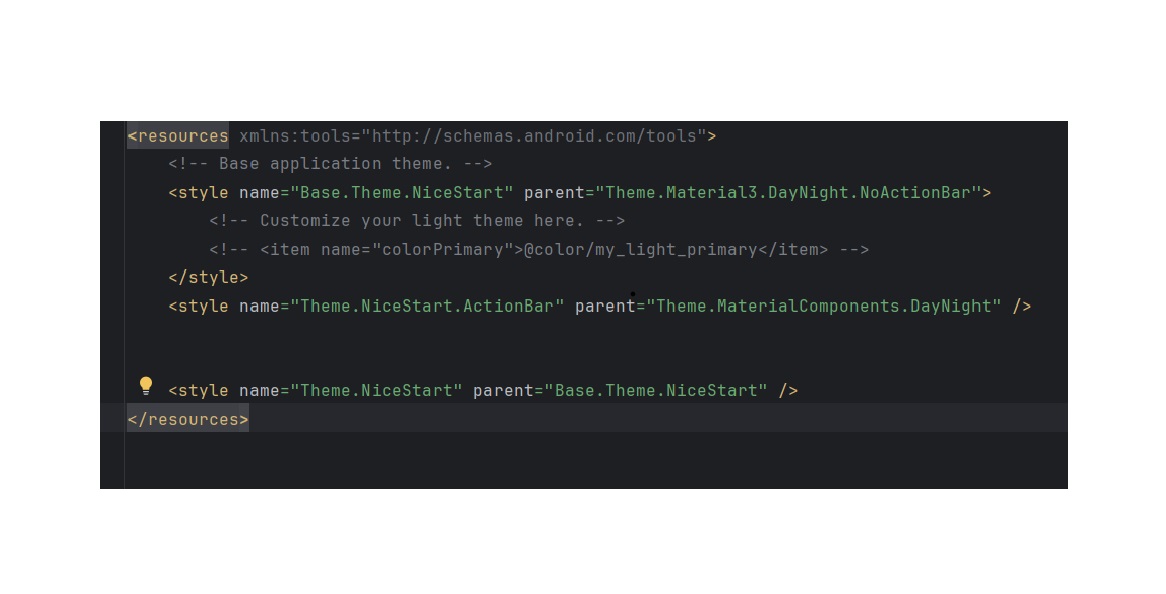 <resources xmlns:tools="http://schemas.android.com/tools">
<!-- Base application theme. -->
<style name="Base.Theme.NiceStart" parent="Theme.Material3.DayNight.NoActionBar">
<!-- Customize your light theme here. -->
<!-- <item name="colorPrimary">@color/my_light_primary</item> -->
</style>
<style name="Theme.NiceStart.ActionBar" parent="Theme.MaterialComponents.DayNight" />
<style name="Theme.NiceStart" parent="Base.Theme.NiceStart" />
</resources>